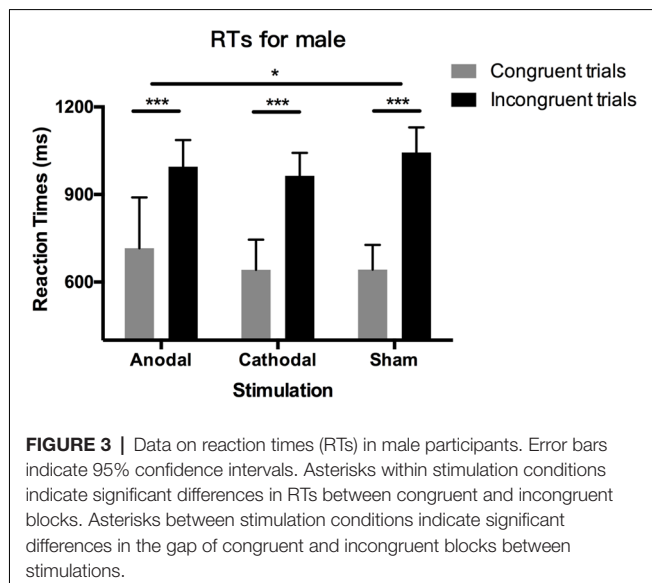 RTs for male
Congruent trials
Incongruent trials
*
*** *** ***
1200
900
600
Reaction Times (ms)
Anodal Cathodal Sham
Stimulation
FIGURE 3 | Data on reaction times (RTs) in male participants. Error bars
indicate 95% confidence intervals. Asterisks within stimulation conditions
indicate significant differences in RTs between congruent and incongruent
blocks. Asterisks between stimulation conditions indicate significant
differences in the gap of congruent and incongruent blocks between
stimulations.